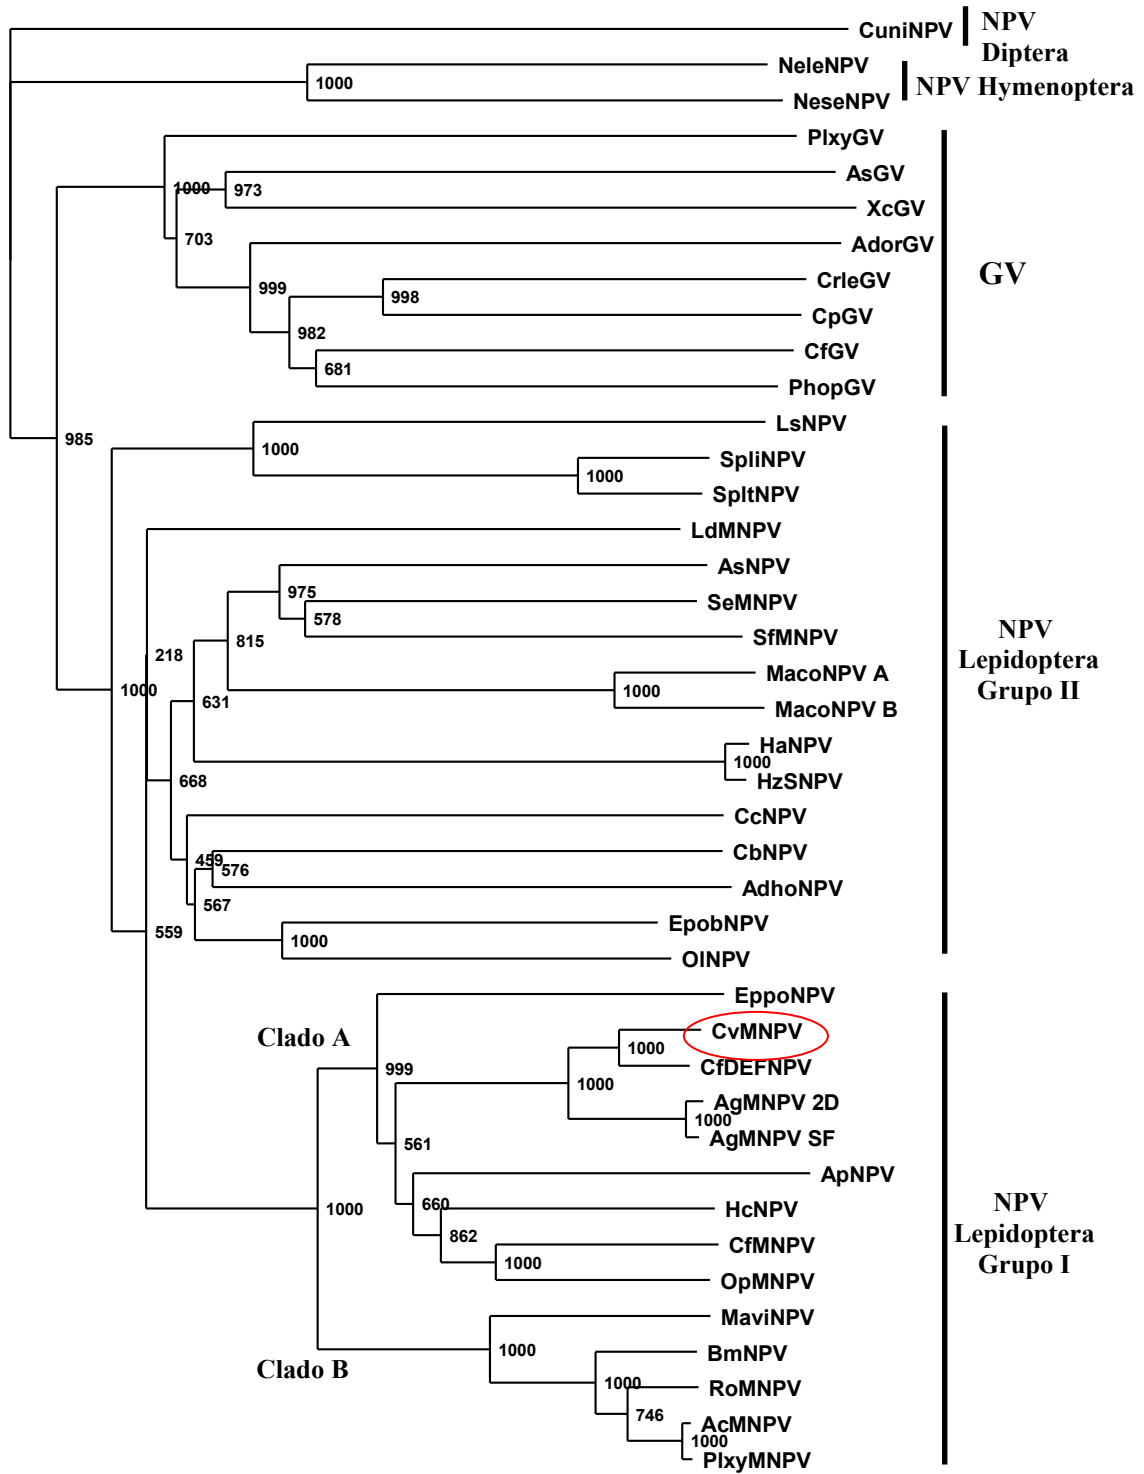 CuniNPV
NPV
Diptera
NeleNPV
1000
NPV Hymenoptera
NeseNPV
PlxyGV
AsGV
1000
973
XcGV
703
AdorGV
GV
CrleGV
999
998
CpGV
982
CfGV
681
PhopGV
LsNPV
985
1000
SpliNPV
1000
SpltNPV
LdMNPV
AsNPV
975
SeMNPV
578
SfMNPV
815
NPV
Lepidoptera
Grupo II
218
MacoNPV A
1000
1000
631
MacoNPV B
HaNPV
1000
668
HzSNPV
CcNPV
CbNPV
459
576
AdhoNPV
567
EpobNPV
559
1000
OlNPV
EppoNPV
Clado A
CvMNPV
1000
999
CfDEFNPV
1000
AgMNPV 2D
1000
AgMNPV SF
561
ApNPV
660
1000
HcNPV
NPV
Lepidoptera
Grupo I
862
CfMNPV
1000
OpMNPV
MaviNPV
1000
Clado B
BmNPV
1000
RoMNPV
746
AcMNPV
1000
PlxyMNPV